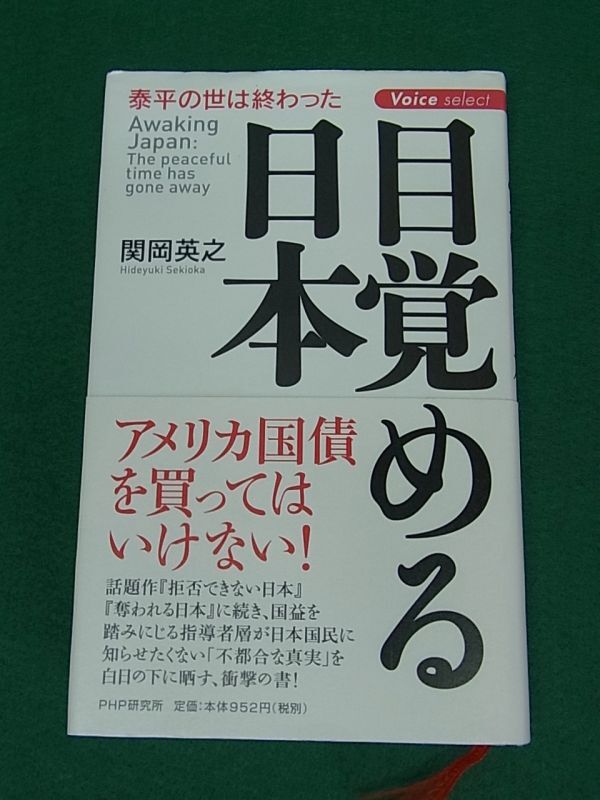 泰平の世は終わった
Voice select
Awaking
Japan:
The peaceful
time has
gone away
目覚める
日本
関岡英之
Hideyuki Sekioka
アメリカ国債
を買っては
いけない!
話題作『拒否できない日本』
『奪われる日本』に続き、国益を
踏みにじる指導者層が日本国民に
知らせたくない「不都合な真実」を
白日の下に晒す、衝撃の書!
PHP研究所 定価:本体952円(税別)